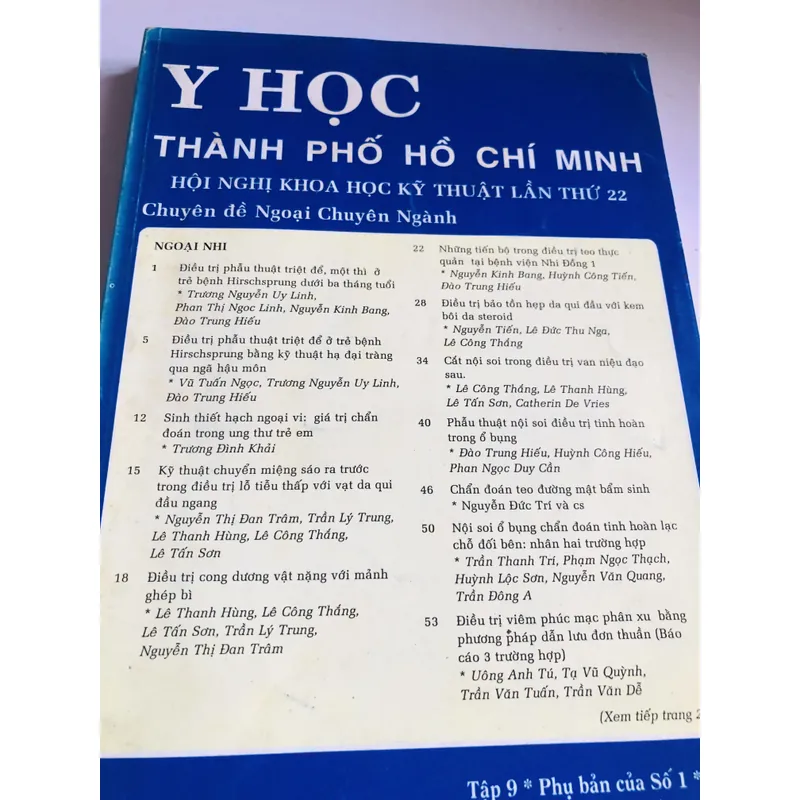 Y HỌC
THÀNH PHỐ HỒ CHÍ MINH
HỘI NGHỊ KHOA HỌC KỸ THUẬT LẦN THỨ 22
Chuyên đề Ngoại Chuyên Ngành
NGOẠI NHI
1 Điều trị phẫu thuật triệt để, một thì ở
trẻ bệnh Hirschsprung dưới ba tháng tuổi
* Trương Nguyễn Uy Linh,
Phan Thị Ngọc Linh, Nguyễn Kinh Bang,
Đào Trung Hiếu
5 Điều trị phẫu thuật triệt để ở trẻ bệnh
Hirschsprung bằng kỹ thuật hạ đại tràng
qua ngã hậu môn
* Vũ Tuấn Ngọc, Trương Nguyễn Uy Linh,
Đào Trung Hiếu
12 Sinh thiết hạch ngoại vi: giá trị chẩn
đoán trong ung thư trẻ em
* Trương Đình Khải
15 Kỹ thuật chuyển miệng sáo ra trước
trong điều trị lỗ tiểu thấp với vạt da qui
đầu ngang
* Nguyễn Thị Đan Trâm, Trần Lý Trung,
Lê Thanh Hùng, Lê Công Thắng,
Lê Tấn Sơn
18 Điều trị cong dương vật nặng với mảnh
ghép bì
* Lê Thanh Hùng, Lê Công Thắng,
Lê Tấn Sơn, Trần Lý Trung,
Nguyễn Thị Đan Trâm
22 Những tiến bộ trong điều trị teo thực
quản tại bệnh viện Nhi Đồng 1
* Nguyễn Kinh Bang, Huỳnh Công Tiến,
Đào Trung Hiếu
28 Điều trị bảo tồn hẹp da qui đầu với kem
bôi da steroid
* Nguyễn Tiến, Lê Đức Thu Nga,
Lê Công Thắng
34 Cắt nội soi trong điều trị van niệu đạo
sau.
* Lê Công Thắng, Lê Thanh Hùng,
Lê Tấn Sơn, Catherin De Vries
40 Phẫu thuật nội soi điều trị tinh hoàn
trong ổ bụng
* Đào Trung Hiếu, Huỳnh Công Hiếu,
Phan Ngọc Duy Cần
46 Chẩn đoán teo đường mật bẩm sinh
* Nguyễn Đức Trí và cs
50 Nội soi ổ bụng chẩn đoán tinh hoàn lạc
chỗ đối bên: nhân hai trường hợp
* Trần Thanh Trí, Phạm Ngọc Thạch,
Huỳnh Lộc Sơn, Nguyễn Văn Quang,
Trần Đông A
53 Điều trị viêm phúc mạc phân xu bằng
phương pháp dẫn lưu đơn thuần (Báo
cáo 3 trường hợp)
* Uông Anh Tú, Tạ Vũ Quỳnh,
Trần Văn Tuấn, Trần Văn Dễ
(Xem tiếp trang 2
Tập 9 * Phụ bản của Số 1 *